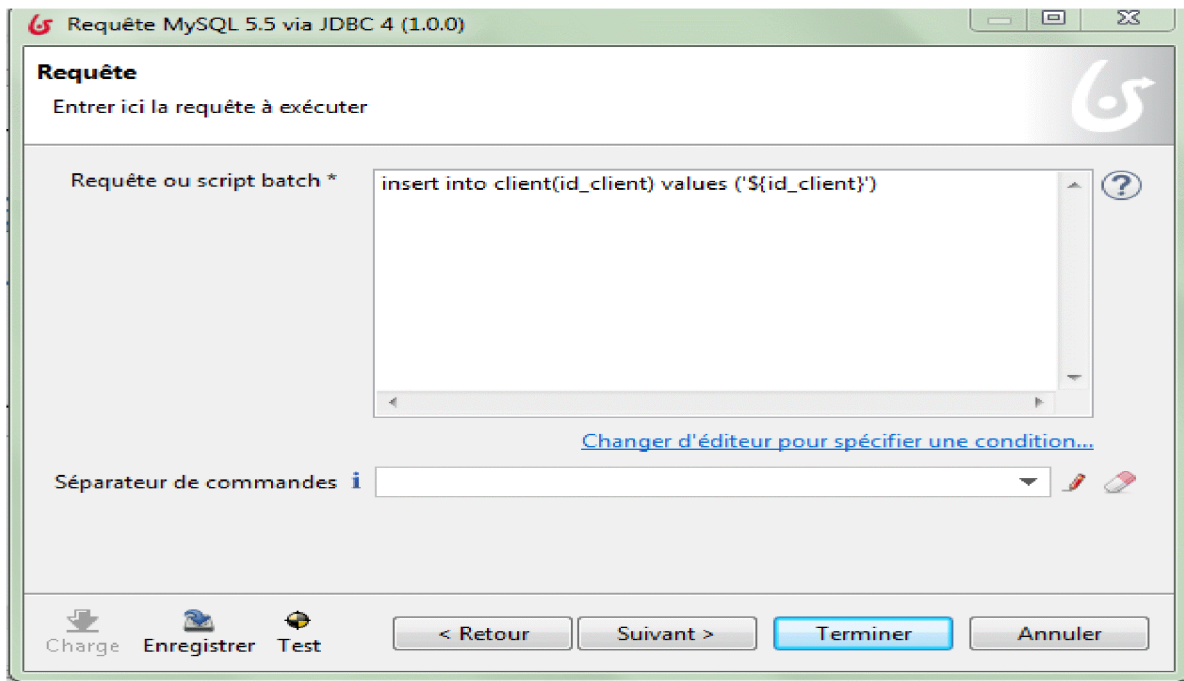 Requête MySQL 5.5 via JDBC 4 (1.0.0)
Requête
Entrer ici la requête à exécuter
Requête ou script batch *
insert into client(id_client) values ('${id_client}')
Changer d'éditeur pour spécifier une condition...
Séparateur de commandes
Charge Enregistrer Test < Retour Suivant > Terminer Annuler